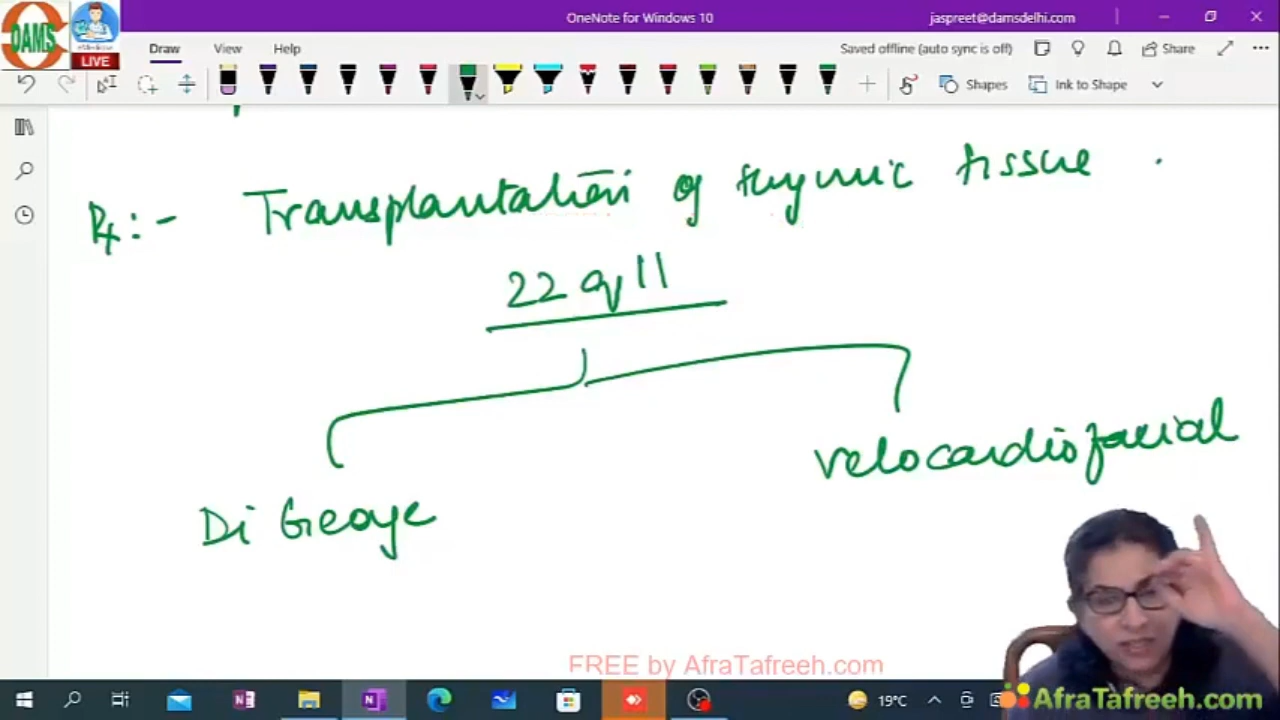 OneNote for Windows 10
jaspreet@damsdelhi.com
DAMS
eMedicoz
LIVE
Draw View Help
Saved offline (auto sync is off)
Share
Shapes
Ink to Shape
Rx:- Transplantation of thymic tissue .
22 q 11
Di George
velocardiofacial
FREE by AfraTafreeh.com
19°C
AfraTafreeh.com